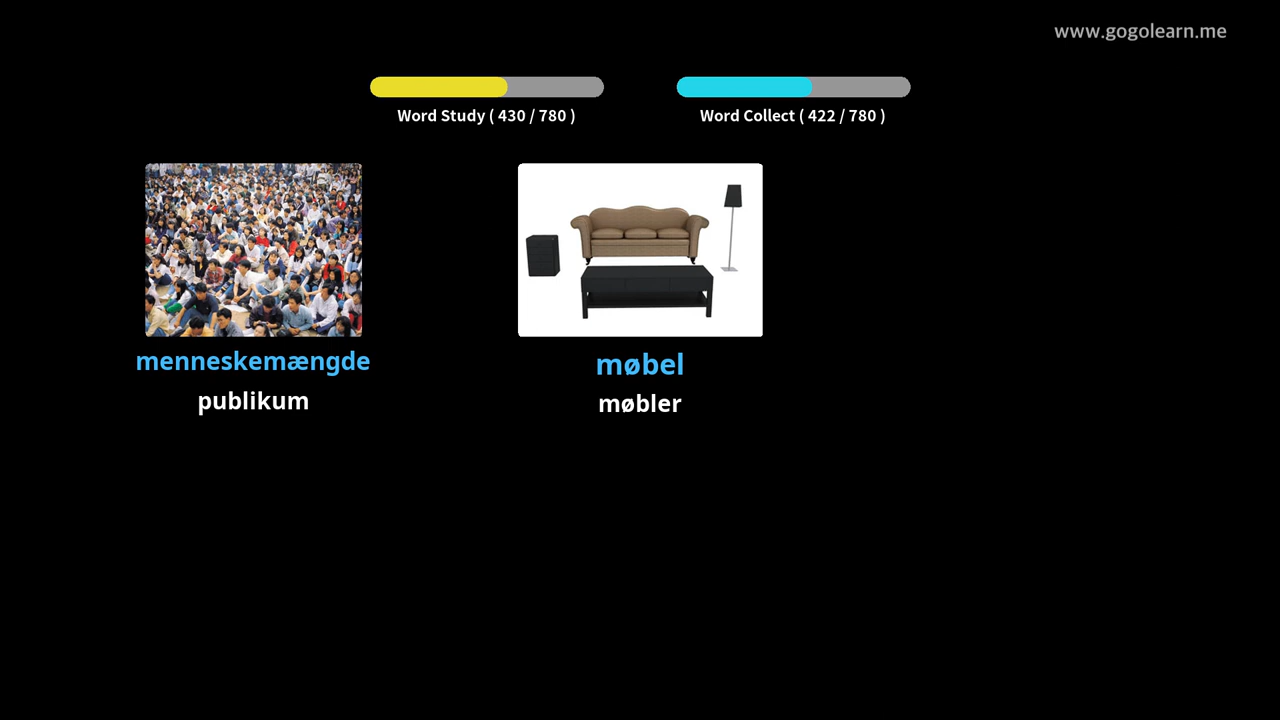 www.gogolearn.me
Word Study ( 430 / 780 )
Word Collect ( 422 / 780 )
menneskemængde
publikum
møbel
møbler